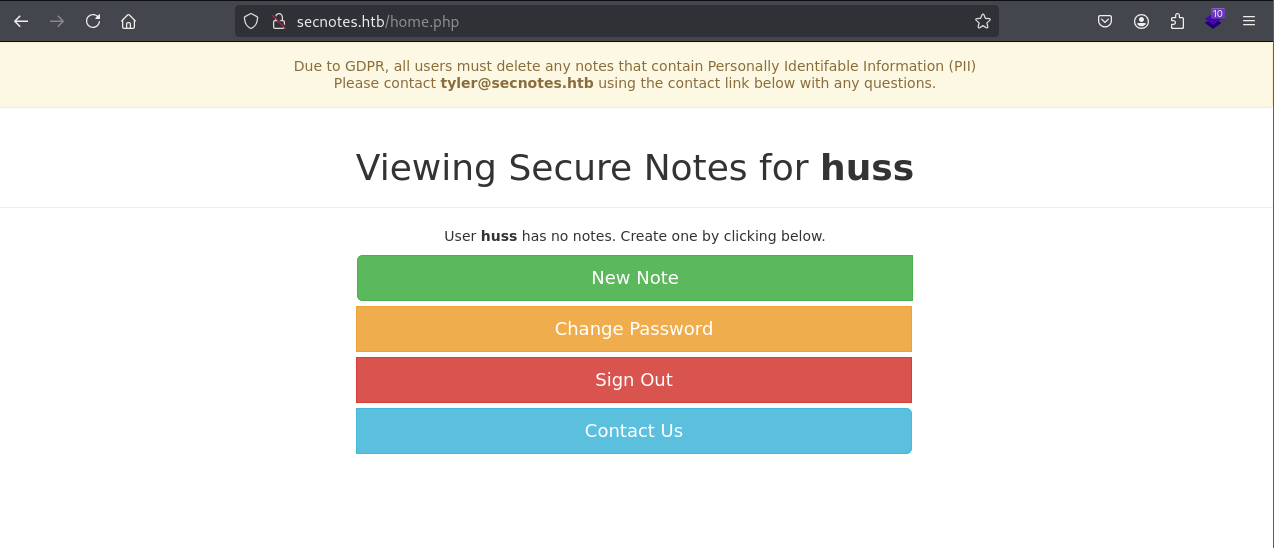 secnotes.htb/home.php
10
Due to GDPR, all users must delete any notes that contain Personally Identifable Information (PII)
Please contact tyler@secnotes.htb using the contact link below with any questions.
Viewing Secure Notes for huss
User huss has no notes. Create one by clicking below.
New Note
Change Password
Sign Out
Contact Us